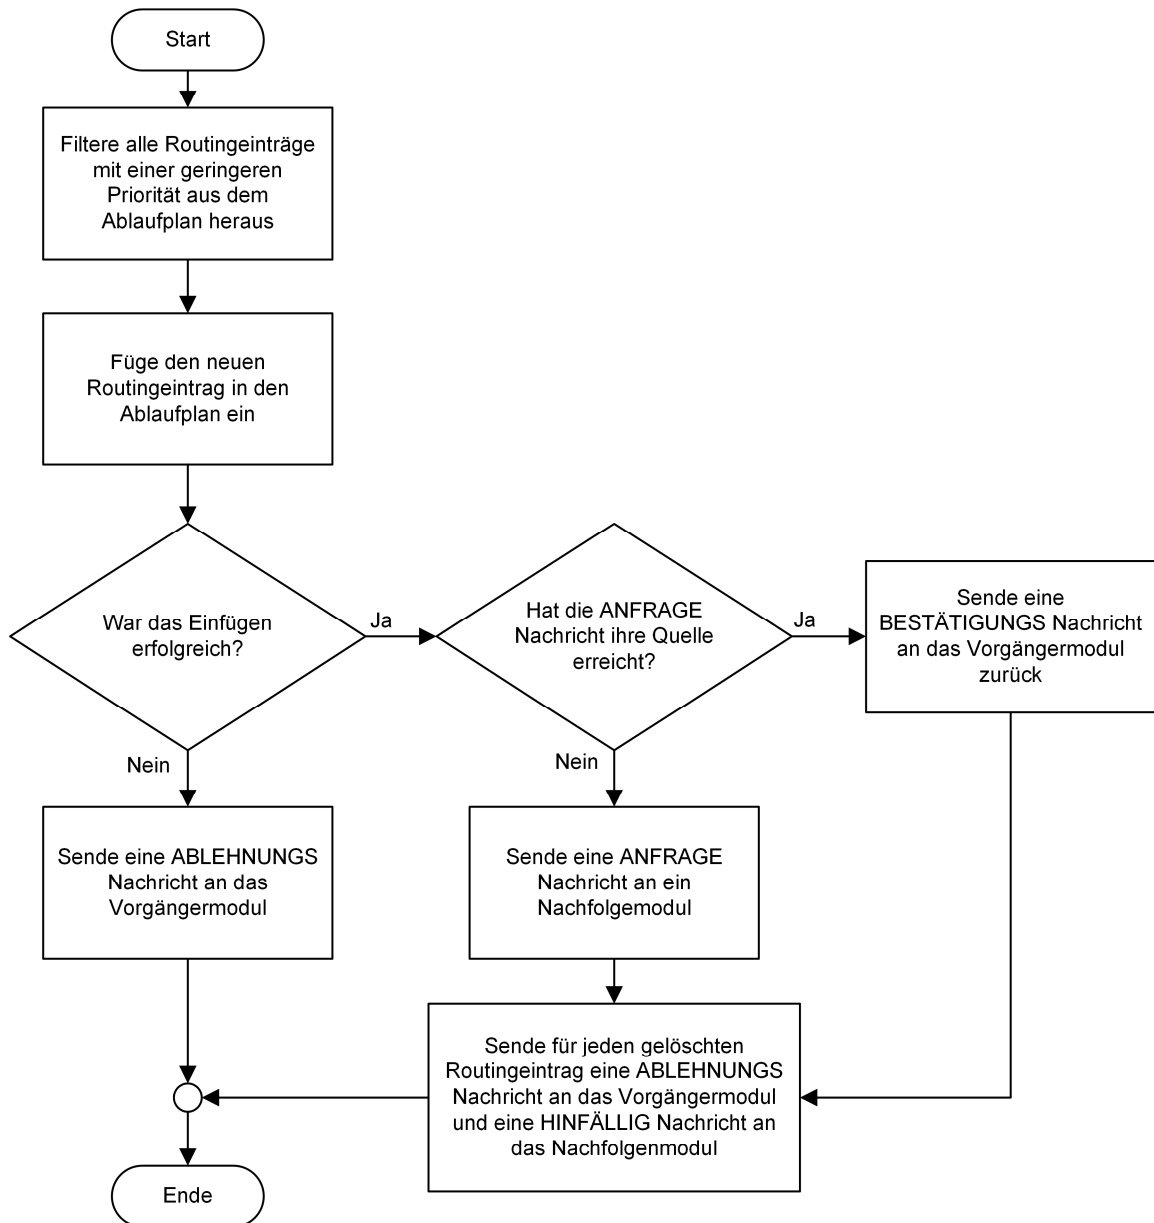 Start
Filtere alle Routingeinträge
mit einer geringeren
Priorität aus dem
Ablaufplan heraus
Füge den neuen
Routingeintrag in den
Ablaufplan ein
War das Einfügen
erfolgreich?
Ja
Hat die ANFRAGE
Nachricht ihre Quelle
erreicht?
Ja
Sende eine
BESTÄTIGUNGS Nachricht
an das Vorgängermodul
zurück
Nein
Nein
Sende eine ABLEHNUNGS
Nachricht an das
Vorgängermodul
Sende eine ANFRAGE
Nachricht an ein
Nachfolgemodul
Sende für jeden gelöschten
Routingeintrag eine ABLEHNUNGS
Nachricht an das Vorgängermodul
und eine HINFÄLLIG Nachricht an
das Nachfolgenmodul
Ende